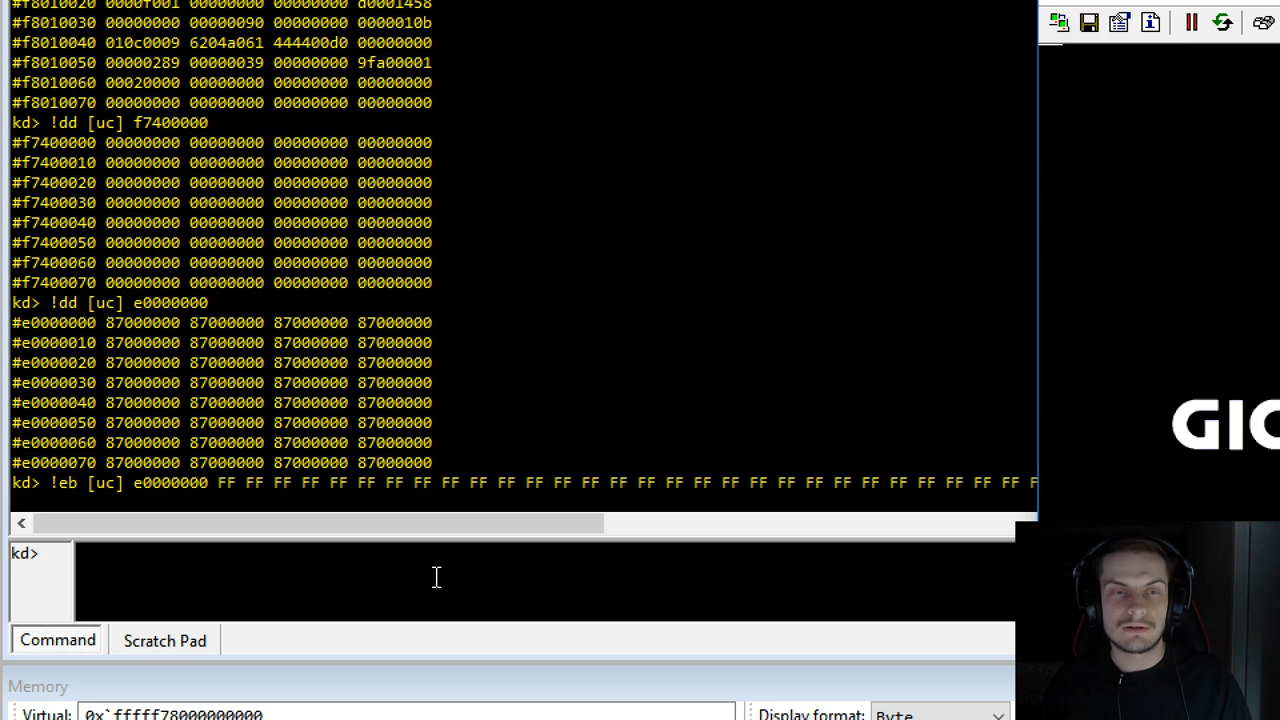 #f8010020 0000f001 00000000 00000000 d0001458
#f8010030 00000000 00000090 00000000 0000010b
#f8010040 010c0009 6204a061 444400d0 00000000
#f8010050 00000289 00000039 00000000 9fa00001
#f8010060 00020000 00000000 00000000 00000000
#f8010070 00000000 00000000 00000000 00000000
kd> !dd [uc] f7400000
#f7400000 00000000 00000000 00000000 00000000
#f7400010 00000000 00000000 00000000 00000000
#f7400020 00000000 00000000 00000000 00000000
#f7400030 00000000 00000000 00000000 00000000
#f7400040 00000000 00000000 00000000 00000000
#f7400050 00000000 00000000 00000000 00000000
#f7400060 00000000 00000000 00000000 00000000
#f7400070 00000000 00000000 00000000 00000000
kd> !dd [uc] e0000000
#e0000000 87000000 87000000 87000000 87000000
#e0000010 87000000 87000000 87000000 87000000
#e0000020 87000000 87000000 87000000 87000000
#e0000030 87000000 87000000 87000000 87000000
#e0000040 87000000 87000000 87000000 87000000
#e0000050 87000000 87000000 87000000 87000000
#e0000060 87000000 87000000 87000000 87000000
#e0000070 87000000 87000000 87000000 87000000
kd> !eb [uc] e0000000 FF FF FF FF FF FF FF FF FF FF FF FF FF FF FF FF FF FF FF FF FF FF FF FF FF FF FF FF FF F
GIG
kd>
Command Scratch Pad
Memory
Virtual: 0x`fffff78000000000 Display format: Byte